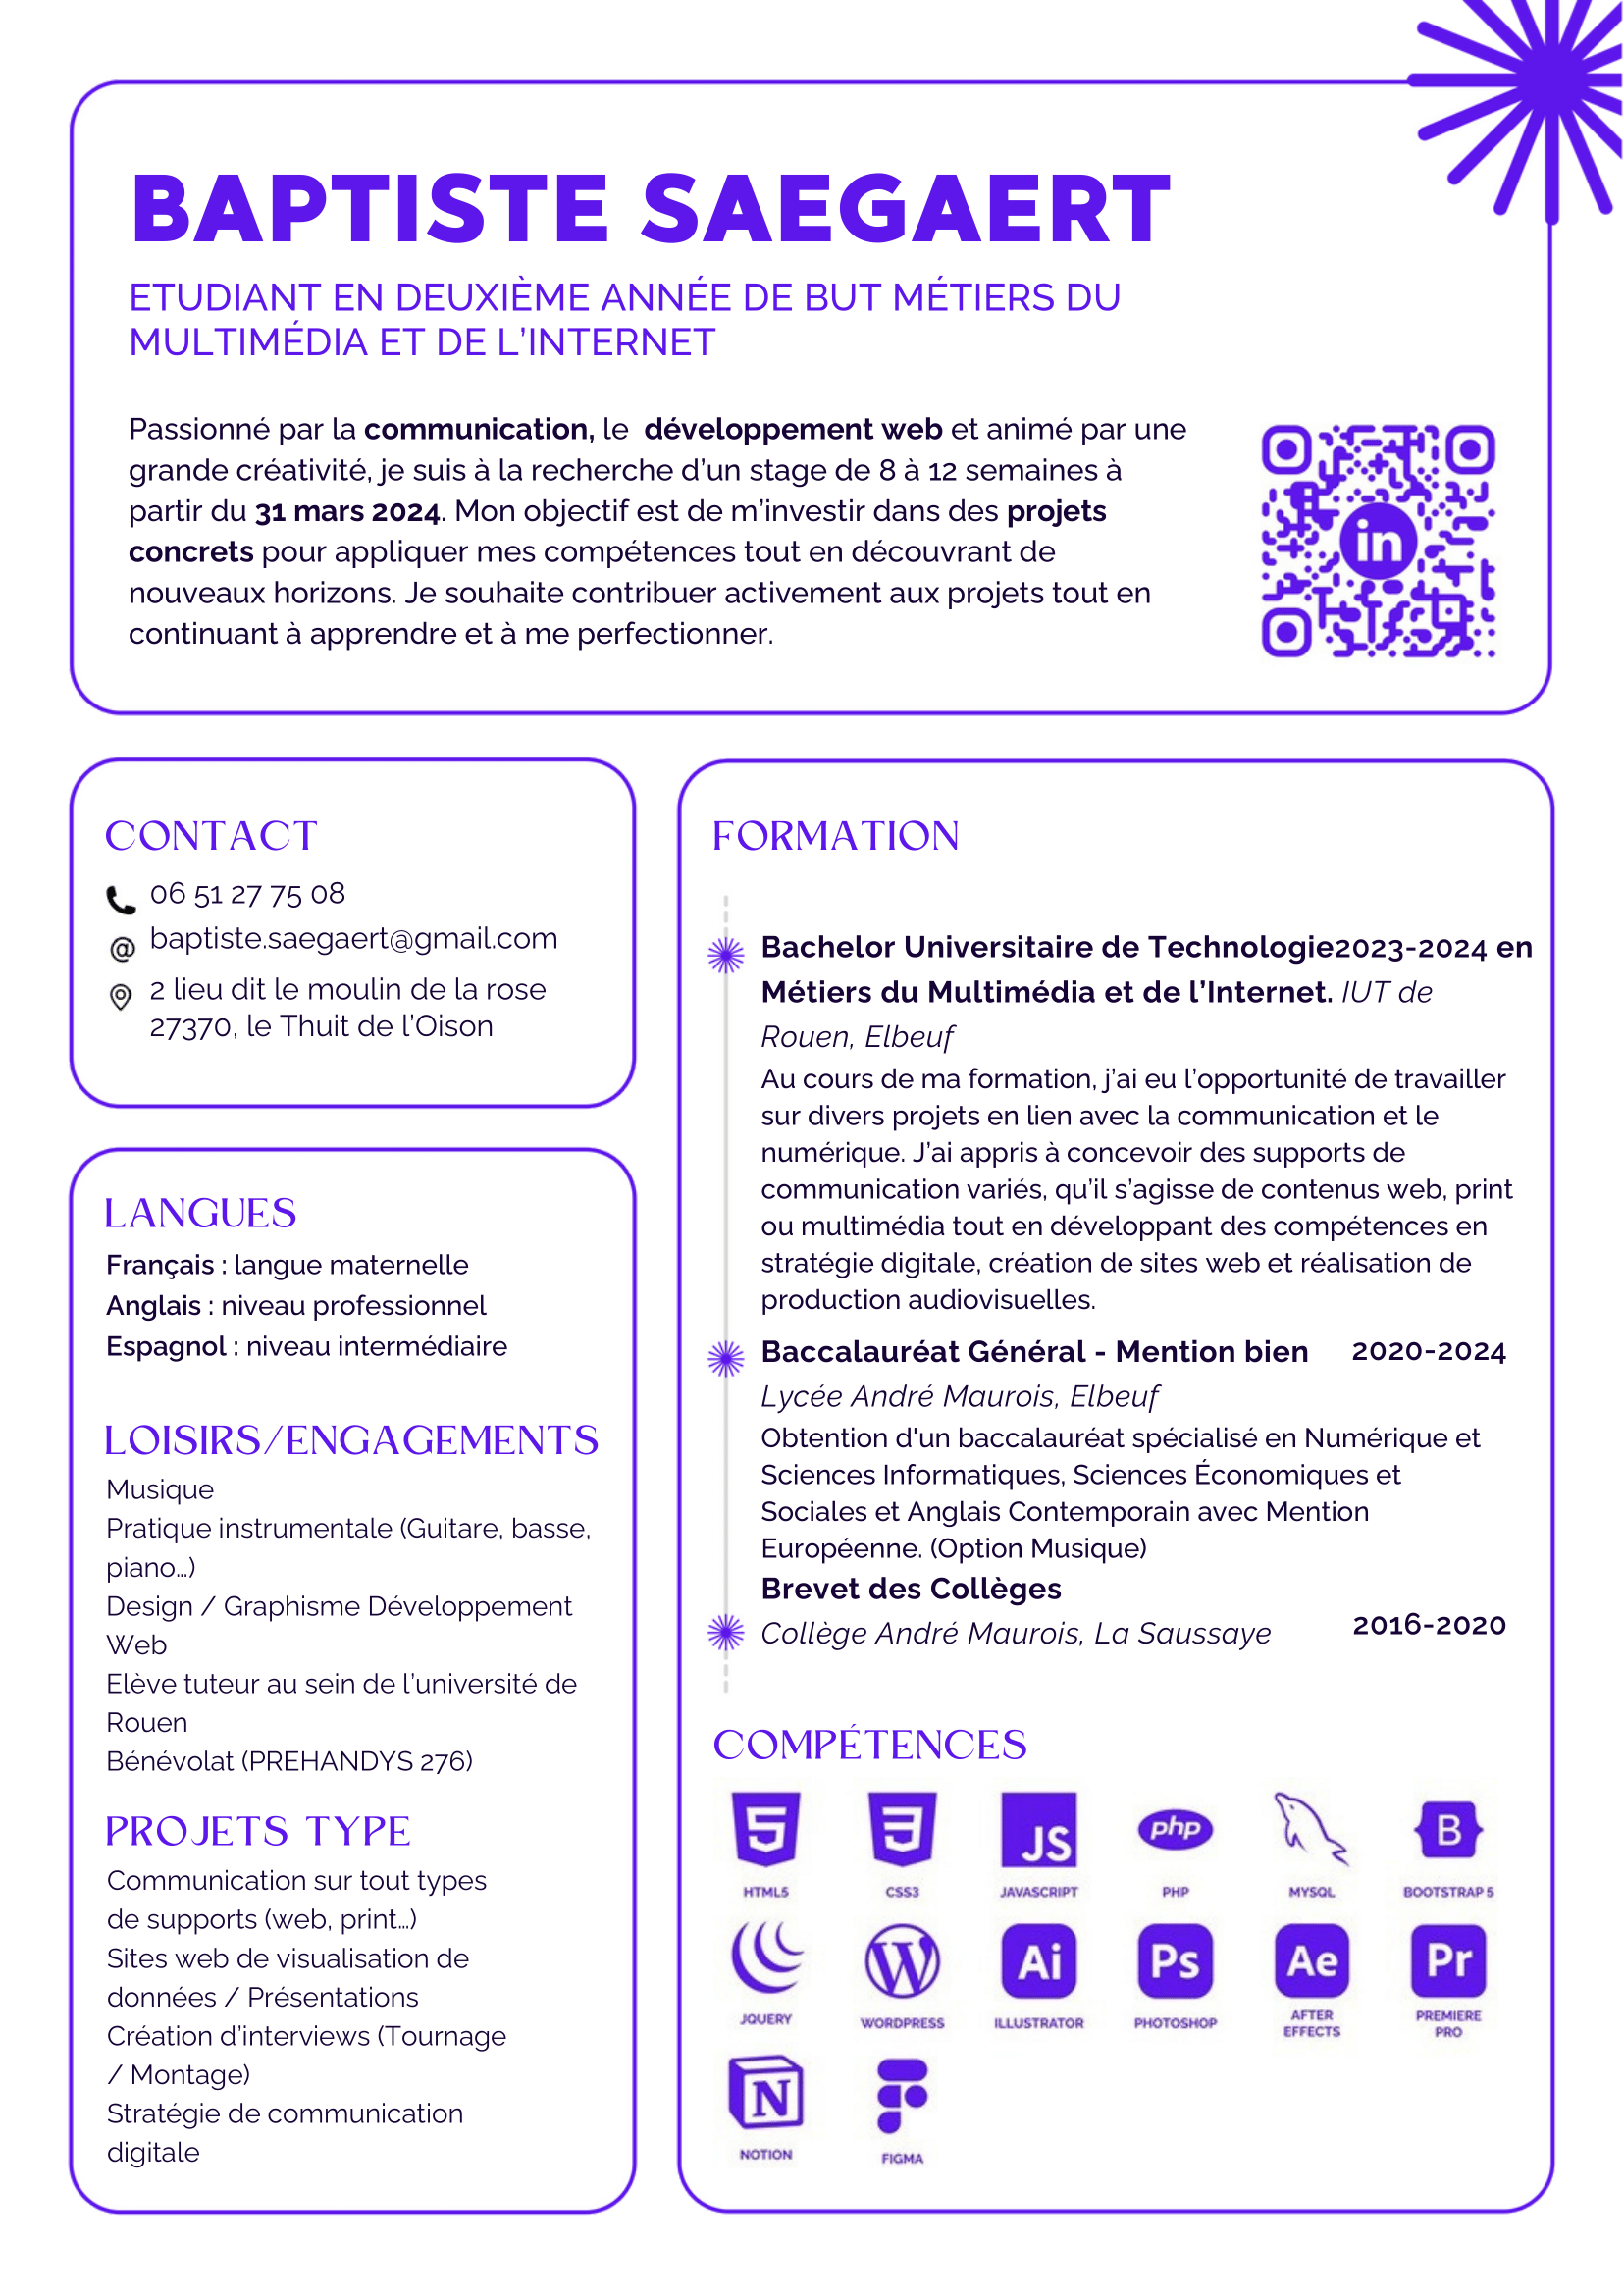 BAPTISTE SAEGAERT
ETUDIANT EN DEUXIÈME ANNÉE DE BUT MÉTIERS DU
MULTIMÉDIA ET DE L'INTERNET
Passionné par la communication, le développement web et animé par une
grande créativité, je suis à la recherche d'un stage de 8 à 12 semaines à
partir du 31 mars 2024. Mon objectif est de m'investir dans des projets
concrets pour appliquer mes compétences tout en découvrant de
nouveaux horizons. Je souhaite contribuer activement aux projets tout en
continuant à apprendre et à me perfectionner.
in
CONTACT
06 51 27 75 08
@ baptiste.saegaert@gmail.com
2 lieu dit le moulin de la rose
27370, le Thuit de l'Oison
LANGUES
Français : langue maternelle
Anglais : niveau professionnel
Espagnol : niveau intermédiaire
LOISIRS/ENGAGEMENTS
Musique
Pratique instrumentale (Guitare, basse,
piano…)
Design / Graphisme Développement
Web
Elève tuteur au sein de l'université de
Rouen
Bénévolat (PREHANDYS 276)
PROJETS TYPE
Communication sur tout types
de supports (web, print…)
Sites web de visualisation de
données / Présentations
Création d'interviews (Tournage
/ Montage)
Stratégie de communication
digitale
FORMATION
Bachelor Universitaire de Technologie2023-2024 en
Métiers du Multimédia et de l'Internet. IUT de
Rouen, Elbeuf
Au cours de ma formation, j'ai eu l'opportunité de travailler
sur divers projets en lien avec la communication et le
numérique. J'ai appris à concevoir des supports de
communication variés, qu'il s'agisse de contenus web, print
ou multimédia tout en développant des compétences en
stratégie digitale, création de sites web et réalisation de
production audiovisuelles.
Baccalauréat Général - Mention bien 2020-2024
Lycée André Maurois, Elbeuf
Obtention d'un baccalauréat spécialisé en Numérique et
Sciences Informatiques, Sciences Économiques et
Sociales et Anglais Contemporain avec Mention
Européenne. (Option Musique)
Brevet des Collèges
Collège André Maurois, La Saussaye 2016-2020
COMPÉTENCES
5 3 JS php B
HTML5 CSS3 JAVASCRIPT PHP MYSQL BOOTSTRAP 5
W Ai Ps Ae Pr
JQUERY WORDPRESS ILLUSTRATOR PHOTOSHOP AFTER EFFECTS PREMIERE PRO
N
NOTION FIGMA